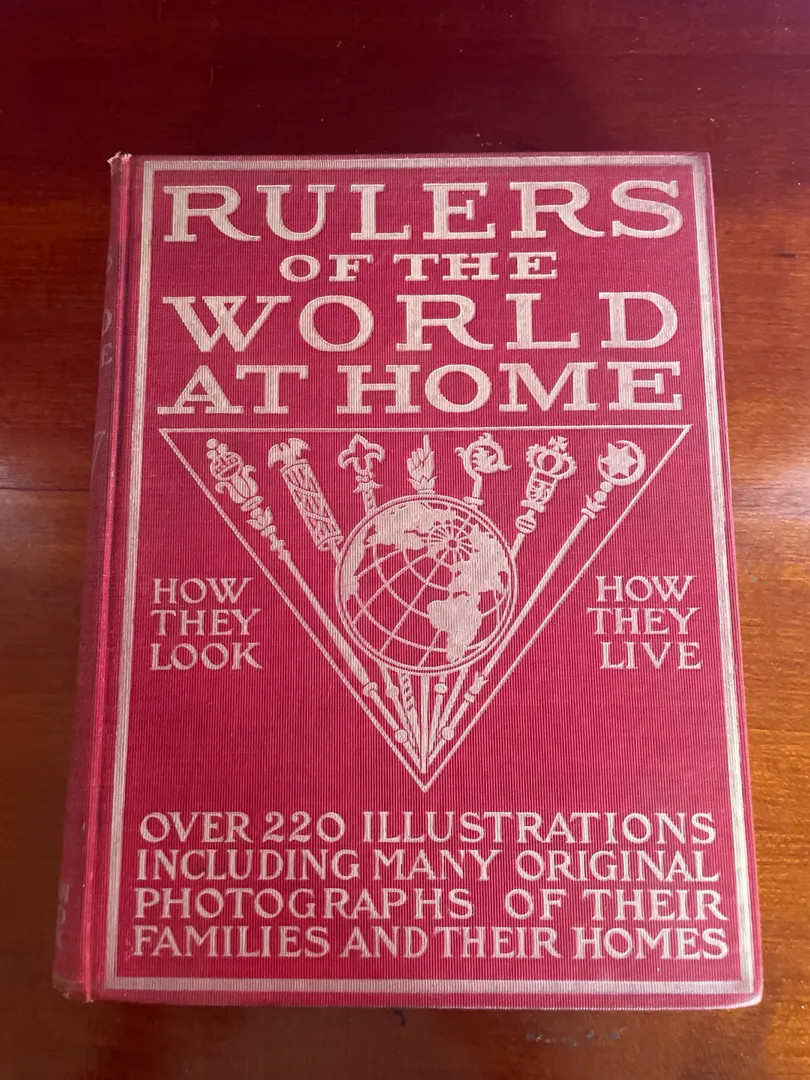 RULERS
OF THE
WORLD
AT HOME
HOW
THEY
LOOK
HOW
THEY
LIVE
OVER 220 ILLUSTRATIONS
INCLUDING MANY ORIGINAL
PHOTOGRAPHS OF THEIR
FAMILIES AND THEIR HOMES